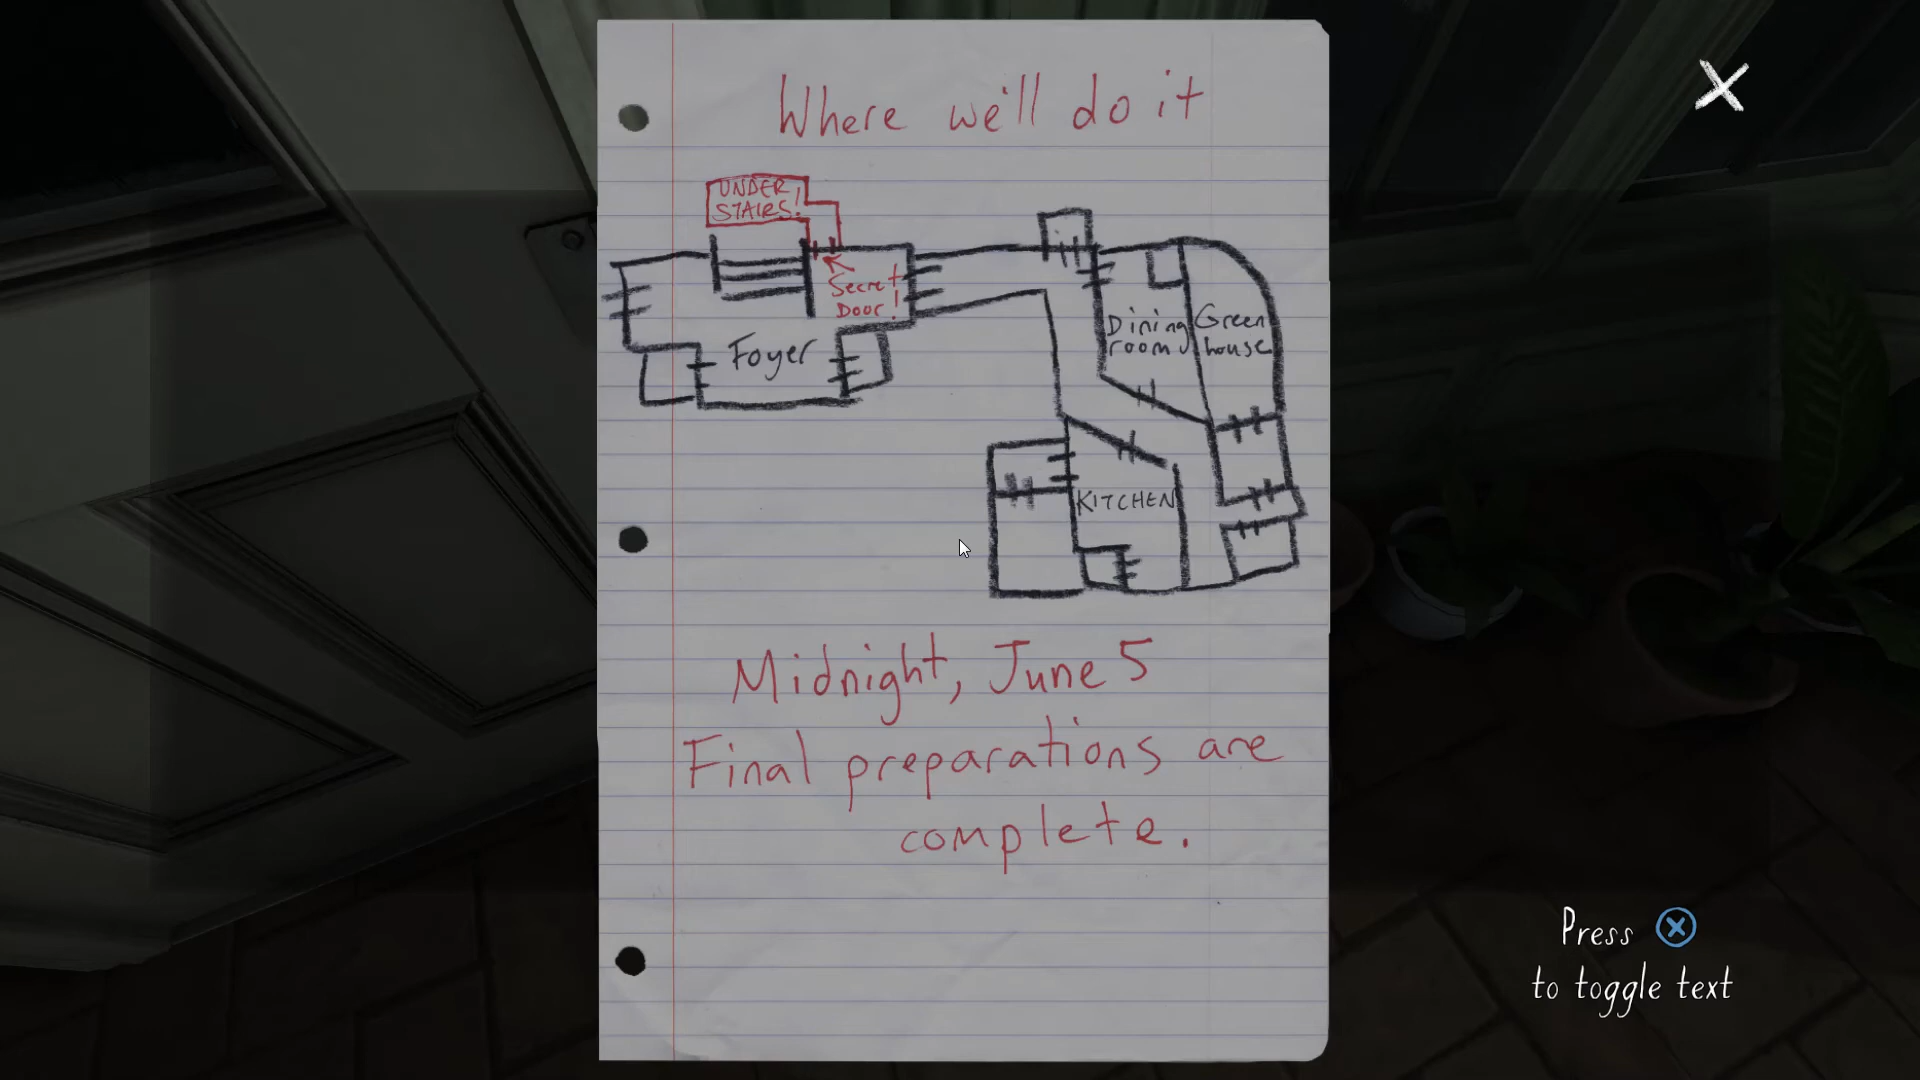 Where we'll do it
UNDER
STAIRS!
Secret
Door!
Foyer
Dining
room
Green
house
KITCHEN
Midnight, June 5
Final preparations are
complete.
Press
to toggle text